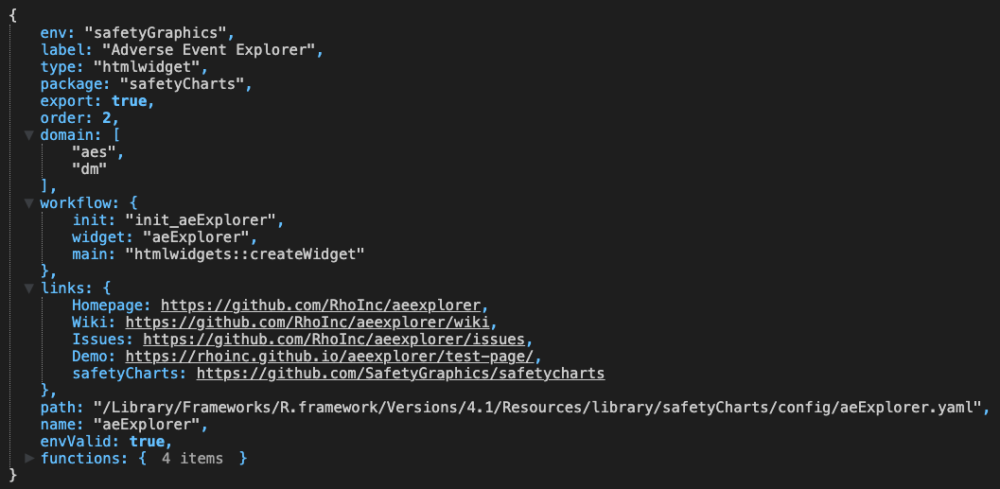 {
env: "safetyGraphics",
label: "Adverse Event Explorer",
type: "htmlwidget",
package: "safetyCharts",
export: true,
order: 2,
domain: [
"aes",
"dm"
],
workflow: {
init: "init_aeExplorer",
widget: "aeExplorer",
main: "htmlwidgets::createWidget"
},
links: {
Homepage: https://github.com/RhoInc/aeexplorer,
Wiki: https://github.com/RhoInc/aeexplorer/wiki,
Issues: https://github.com/RhoInc/aeexplorer/issues,
Demo: https://rhoinc.github.io/aeexplorer/test-page/,
safetyCharts: https://github.com/SafetyGraphics/safetycharts
},
path: "/Library/Frameworks/R.framework/Versions/4.1/Resources/library/safetyCharts/config/aeExplorer.yaml",
name: "aeExplorer",
envValid: true,
functions: { 4 items }
}